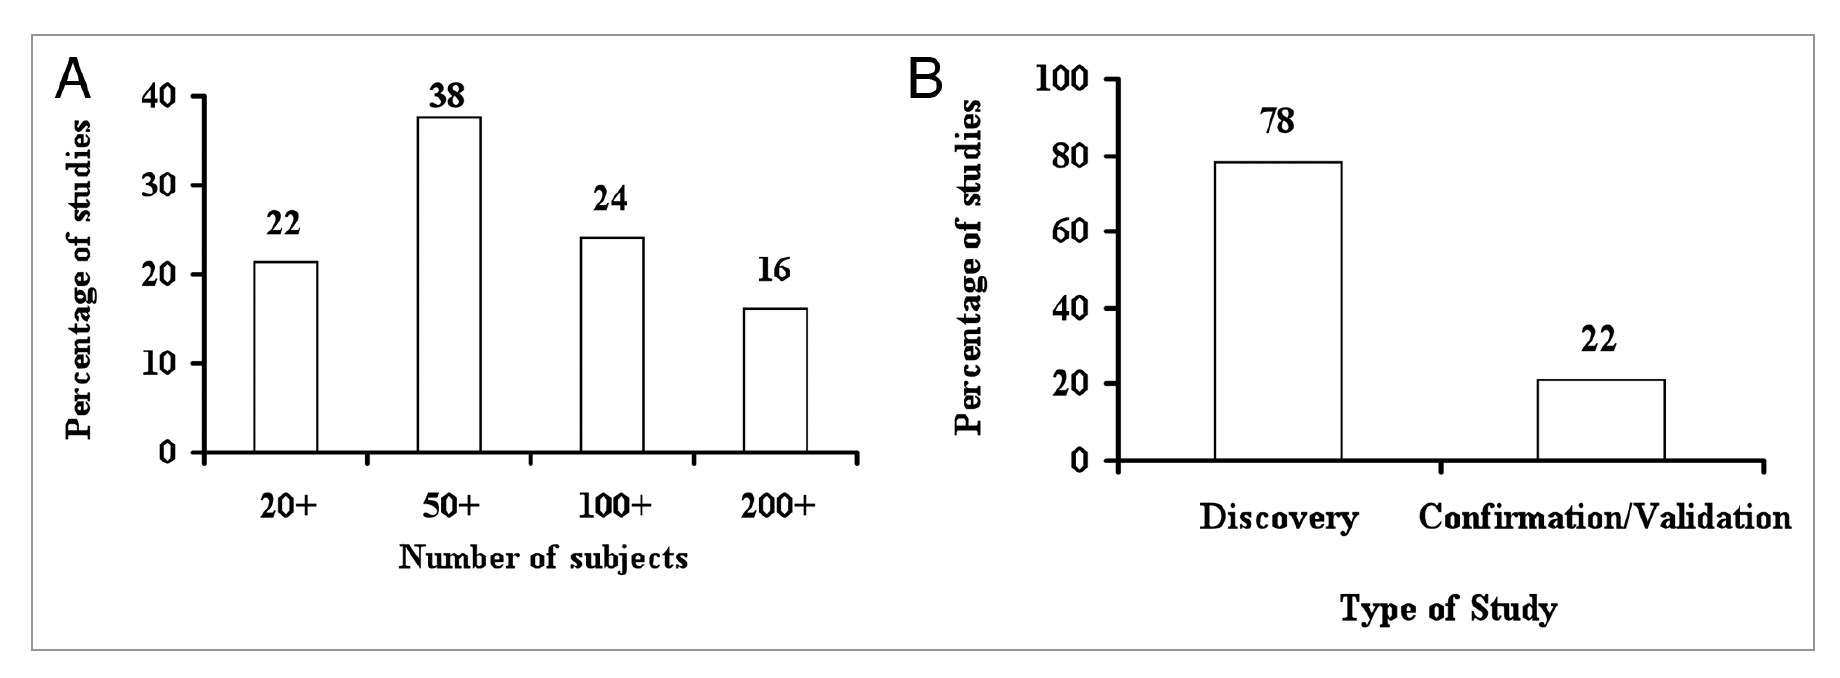 A
Percentage of studies
40
30
20
10
0
22
38
24
16
20+ 50+ 100+ 200+
Number of subjects
B
Percentage of studies
100
80
60
40
20
0
78
22
Discovery Confirmation/Validation
Type of Study